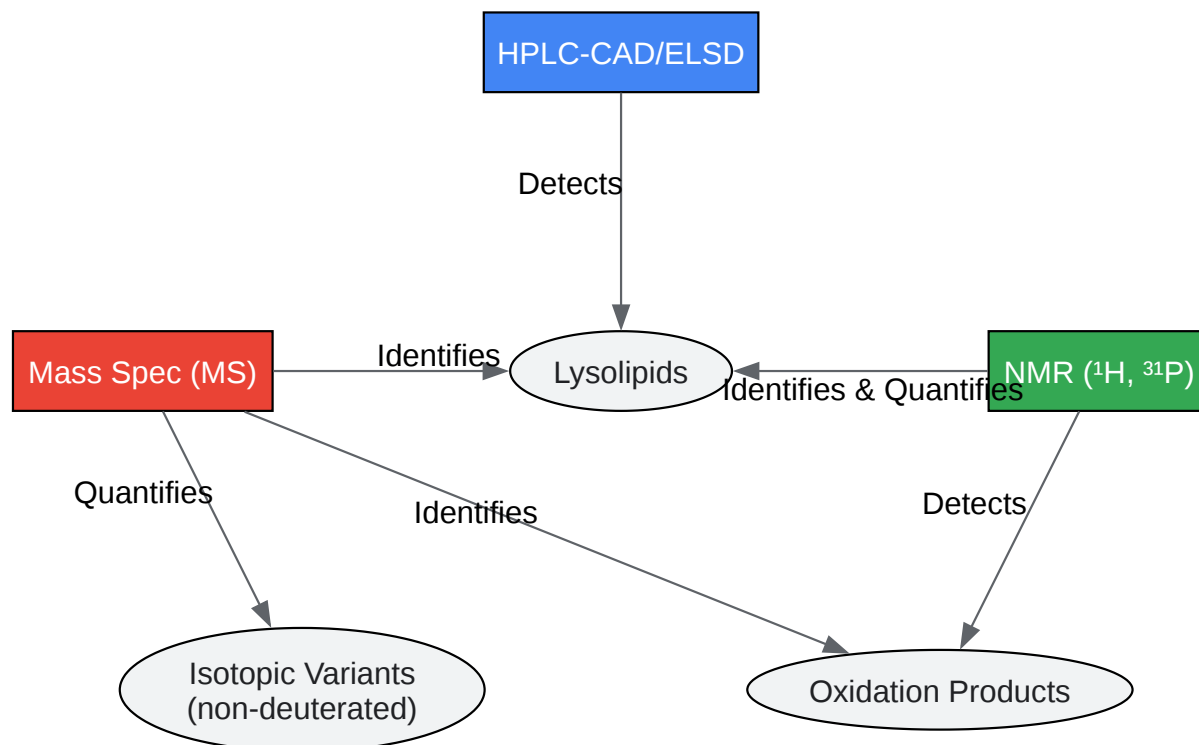 HPLC-CAD/ELSD
Detects
Mass Spec (MS)
Identifies
Lysolipids
Identifies & Quantifies
NMR (¹H, ³¹P)
Quantifies
Identifies
Detects
Isotopic Variants
(non-deuterated)
Oxidation Products